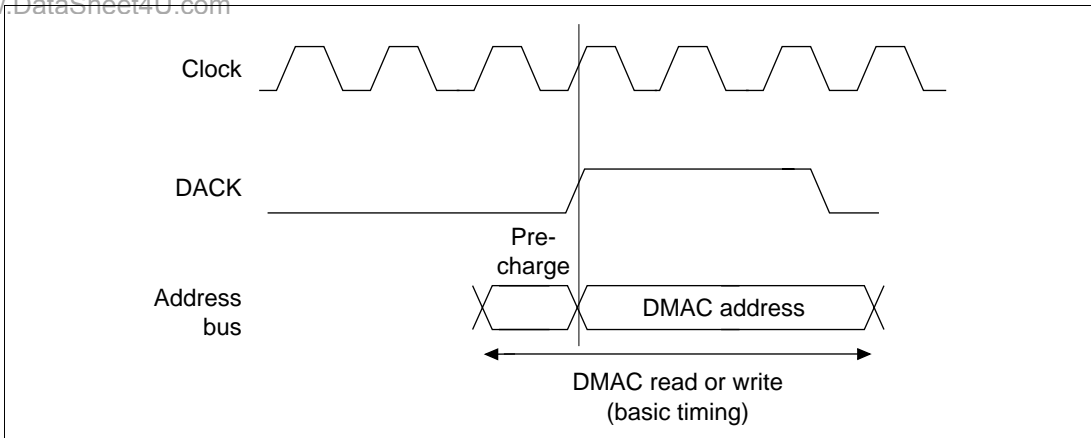 .DataSheet4U.com
Clock
DACK
Pre-
charge
Address
bus
DMAC address
DMAC read or write
(basic timing)